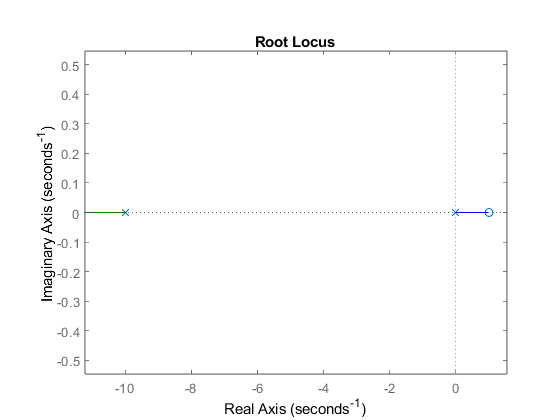 Root Locus
Imaginary Axis (seconds⁻¹)
0.5
0.4
0.3
0.2
0.1
0
-0.1
-0.2
-0.3
-0.4
-0.5
-10 -8 -6 -4 -2 0
Real Axis (seconds⁻¹)